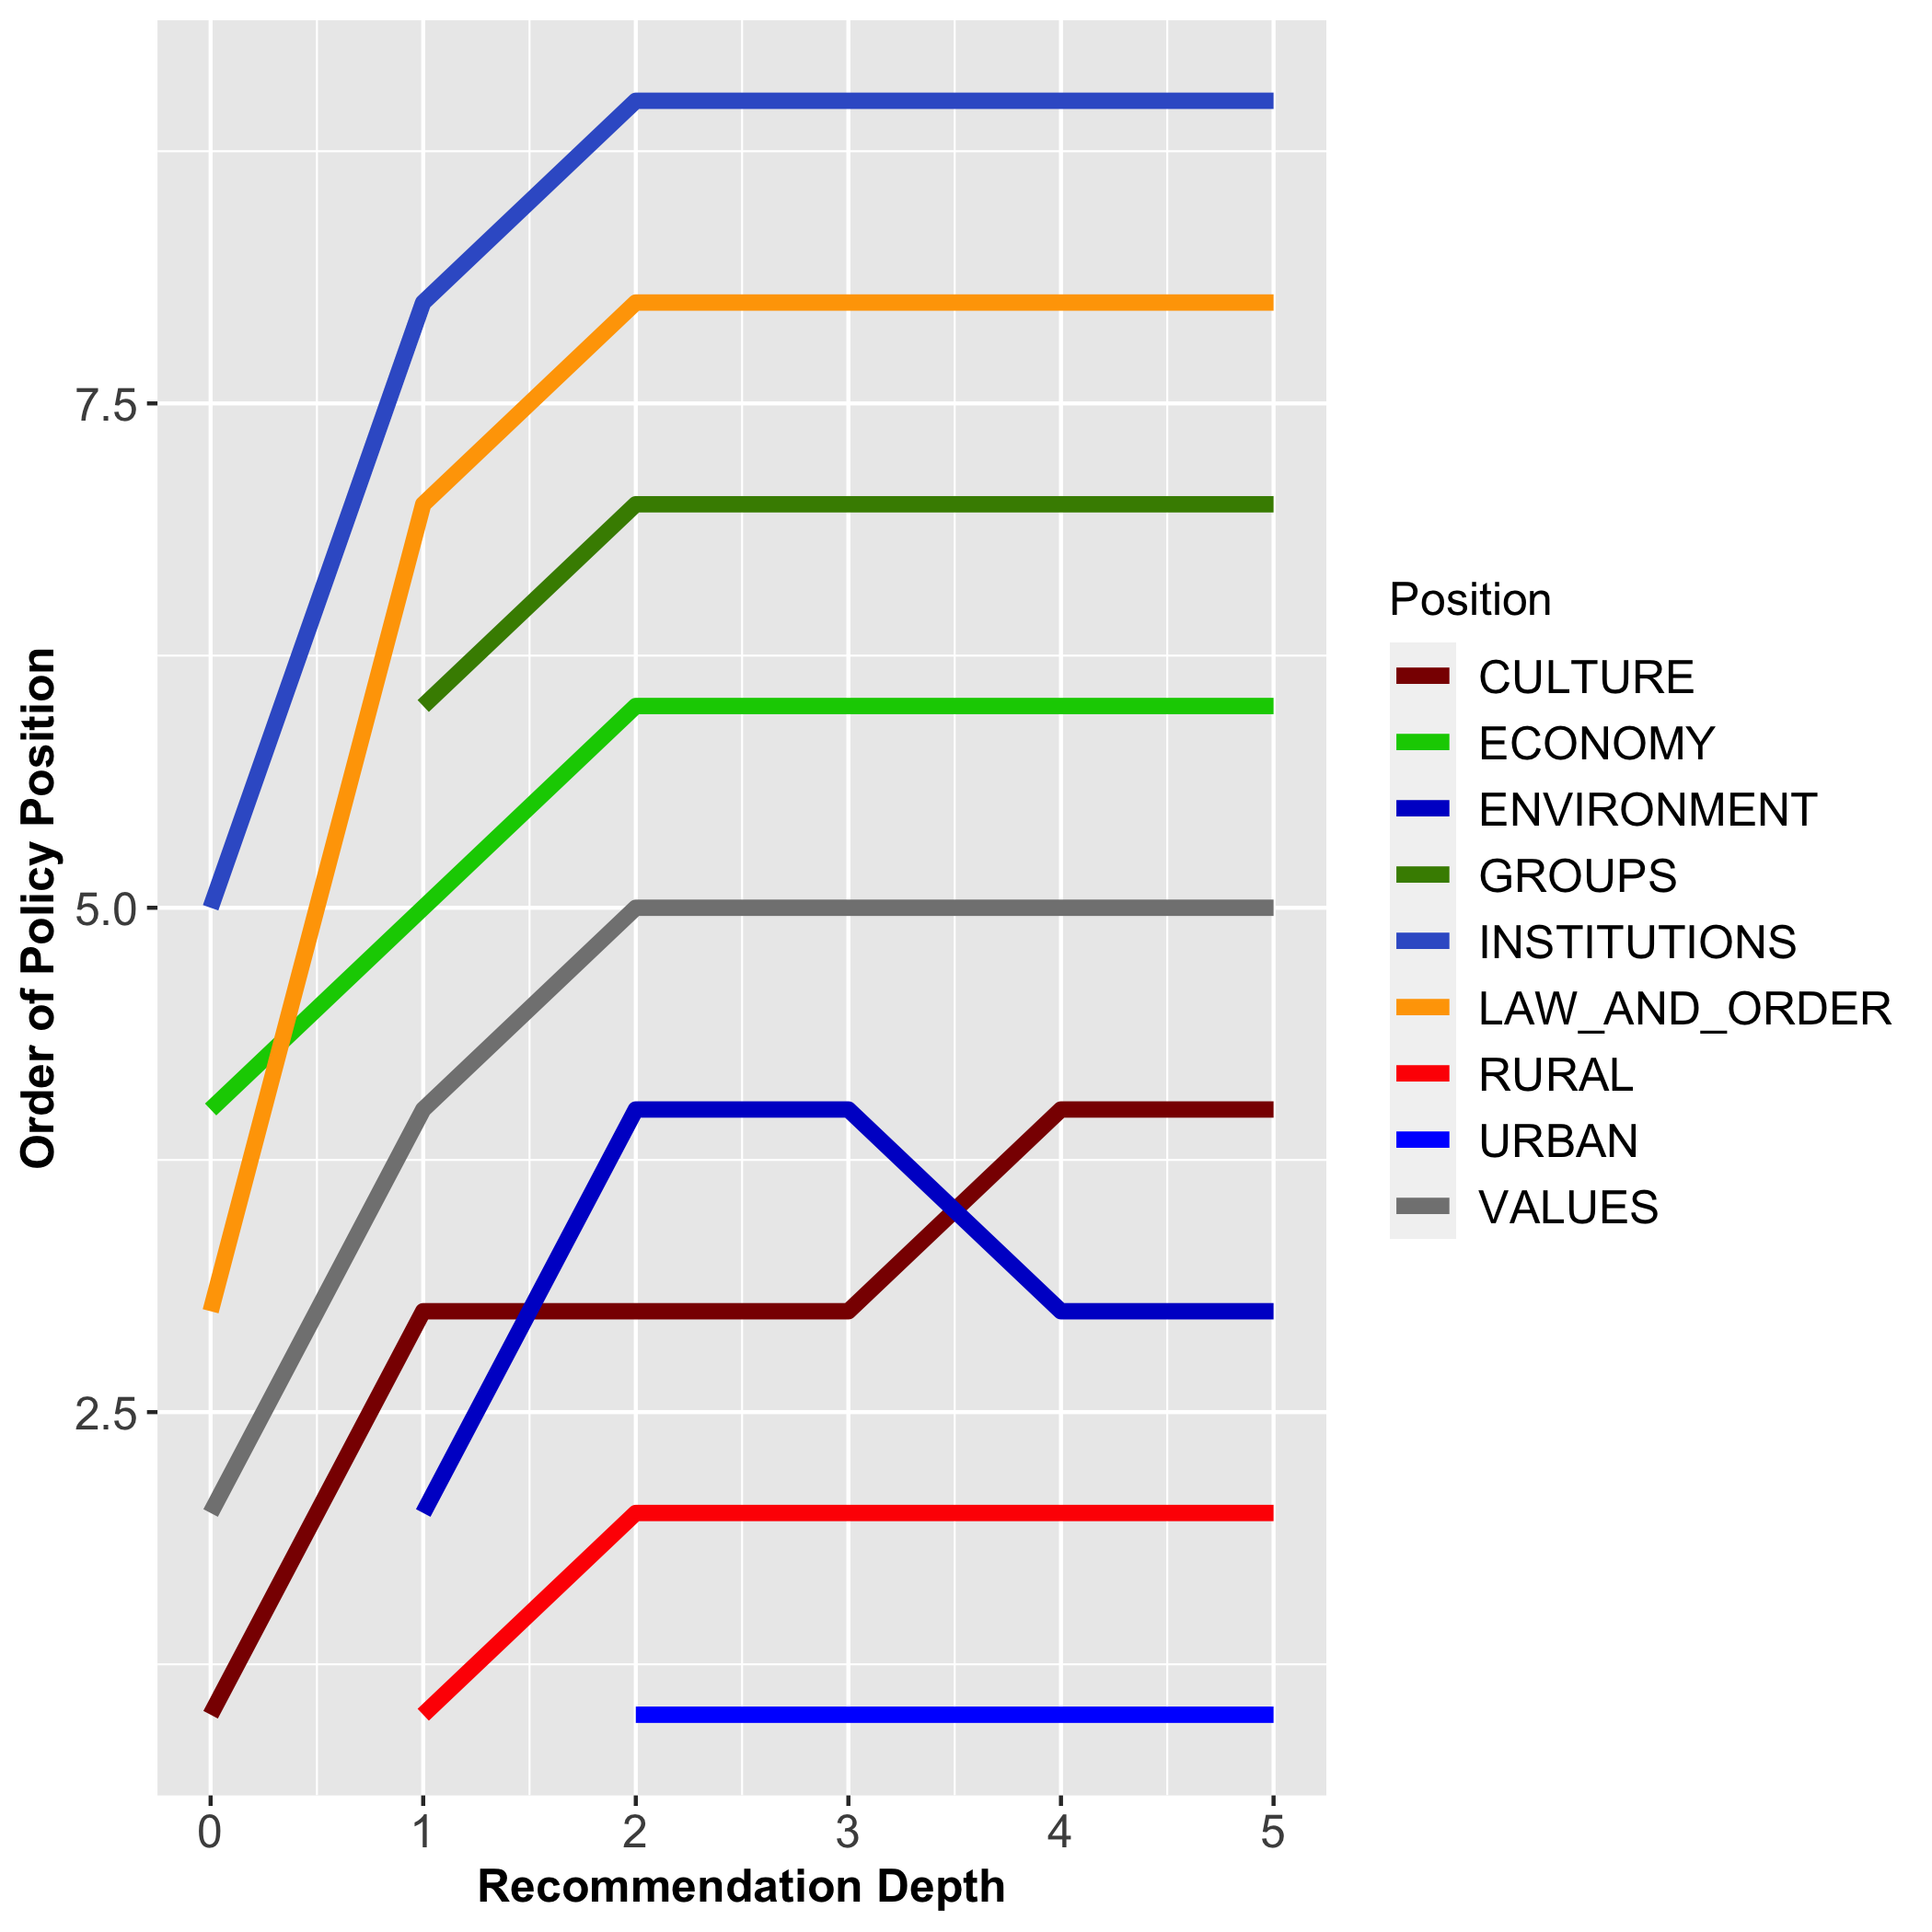 7.5
5.0
2.5
Order of Policy Position
0 1 2 3 4 5
Recommendation Depth
Position
CULTURE
ECONOMY
ENVIRONMENT
GROUPS
INSTITUTIONS
LAW_AND_ORDER
RURAL
URBAN
VALUES